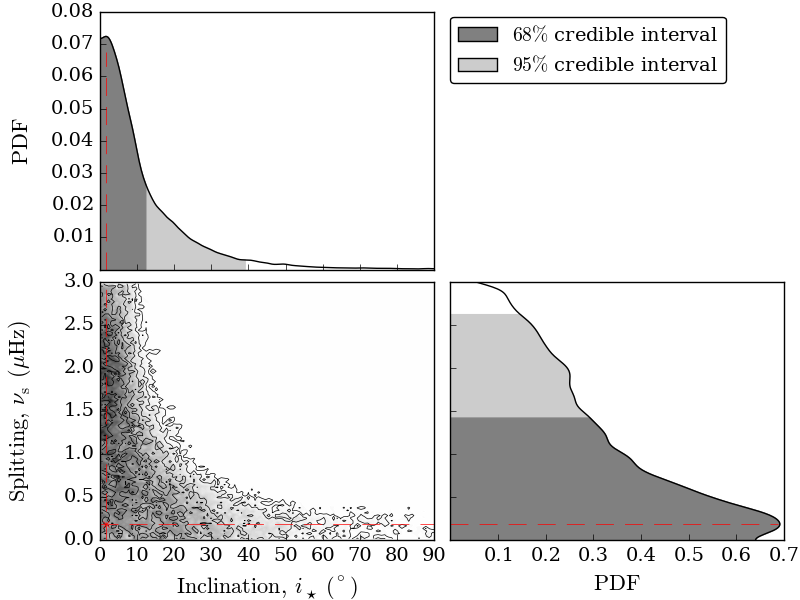 0.08
0.07
0.06
0.05
0.04
0.03
0.02
0.01
PDF
68% credible interval
95% credible interval
3.0
2.5
2.0
1.5
1.0
0.5
0.0
Splitting, νs (μHz)
0 10 20 30 40 50 60 70 80 90
Inclination, i⋆ (°)
0.1 0.2 0.3 0.4 0.5 0.6 0.7
PDF